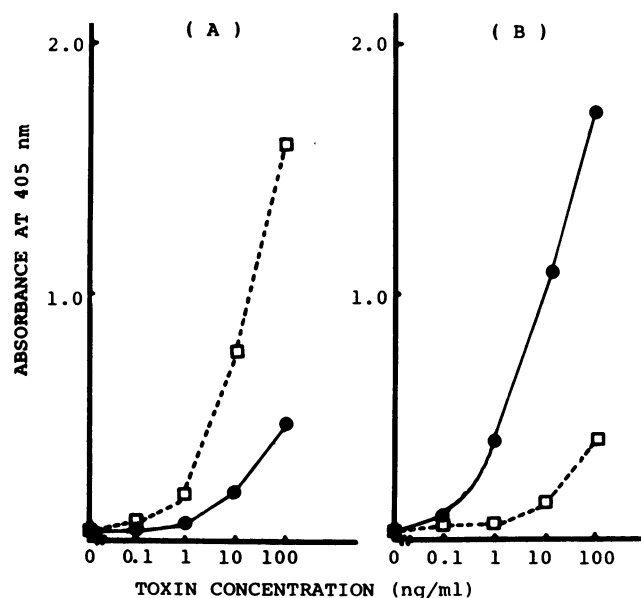 ( A )
( B )
2.0
2.0
ABSORBANCE AT 405 nm
1.0
1.0
0 0.1 1 10 100
0 0.1 1 10 100
TOXIN CONCENTRATION (ng/ml)